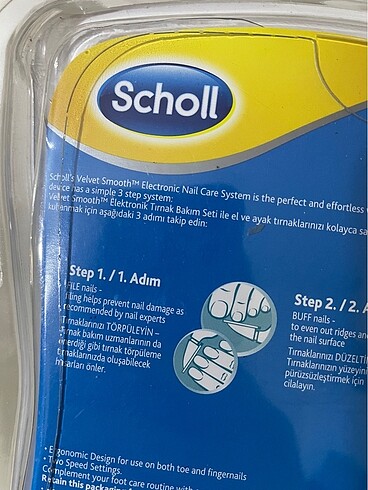 Scholl
Scholl's Velvet Smooth™ Electronic Nail Care System is the perfect and effortless
device has a simple 3 step system:
Velvet Smooth™ Elektronik Tırnak Bakım Seti ile el ve ayak tırnaklarınızı kolayca
kullanmak için aşağıdaki 3 adımı takip edin:
Step 1. / 1. Adım
FILE nails -
filing helps prevent nail damage as
recommended by nail experts
Tırnaklarınızı TÖRPÜLEYİN –
Tırnak bakım uzmanlarının da
önerdiği gibi tırnak törpüleme
tırnaklarınızda oluşabilecek
hasarları önler.
Step 2. / 2.
BUFF nails -
to even out ridges and
the nail surface
Tırnaklarınızı
Tırnaklarınızın yüzeyini
pürüzsüzleştirmek için
cilalayın.
• Ergonomic Design for use on both toe and fingernails
• Two Speed Settings.
Complement your foot care routine with
Retain this packaging